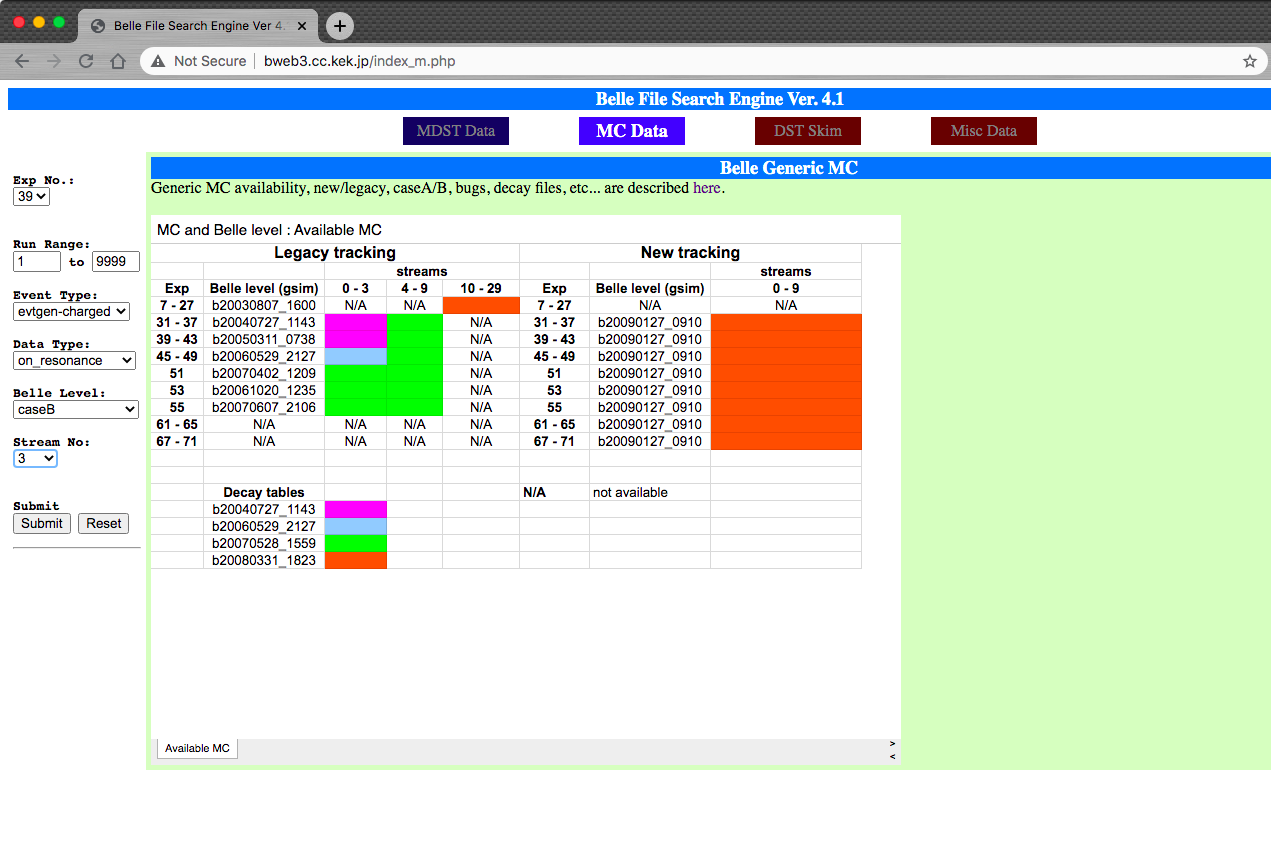 Belle File Search Engine Ver 4.
Not Secure bweb3.cc.kek.jp/index_m.php
Belle File Search Engine Ver. 4.1
MDST Data MC Data DST Skim Misc Data
Exp No.:
39
Run Range:
1 to 9999
Event Type:
evtgen-charged
Data Type:
on_resonance
Belle Level:
caseB
Stream No:
3
Submit
Submit Reset
Belle Generic MC
Generic MC availability, new/legacy, caseA/B, bugs, decay files, etc... are described here.
MC and Belle level : Available MC
Legacy tracking New tracking
streams streams
Exp Belle level (gsim) 0 - 3 4 - 9 10 - 29 Exp Belle level (gsim) 0 - 9
7 - 27 b20030807_1600 N/A N/A 7 - 27 N/A N/A
31 - 37 b20040727_1143 N/A 31 - 37 b20090127_0910
39 - 43 b20050311_0738 N/A 39 - 43 b20090127_0910
45 - 49 b20060529_2127 N/A 45 - 49 b20090127_0910
51 b20070402_1209 N/A 51 b20090127_0910
53 b20061020_1235 N/A 53 b20090127_0910
55 b20070607_2106 N/A 55 b20090127_0910
61 - 65 N/A N/A N/A N/A 61 - 65 b20090127_0910
67 - 71 N/A N/A N/A N/A 67 - 71 b20090127_0910
Decay tables N/A not available
b20040727_1143
b20060529_2127
b20070528_1559
b20080331_1823
Available MC >
<